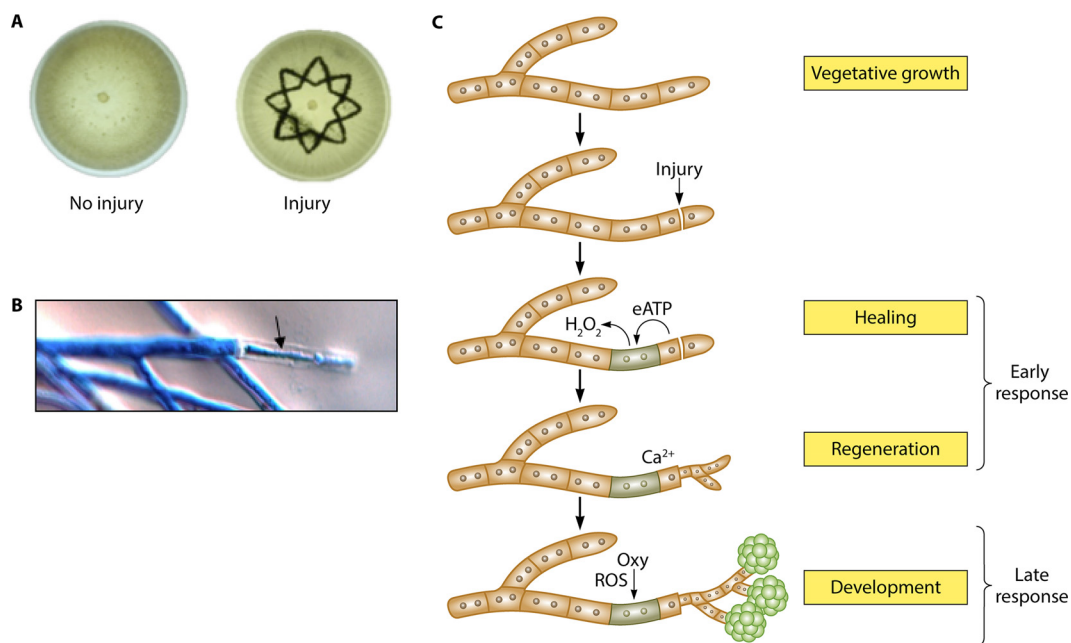 A
No injury
Injury
B
C
Vegetative growth
Injury
eATP
H₂O₂
Healing
Early
response
Ca²⁺
Regeneration
Oxy
ROS
Development
Late
response